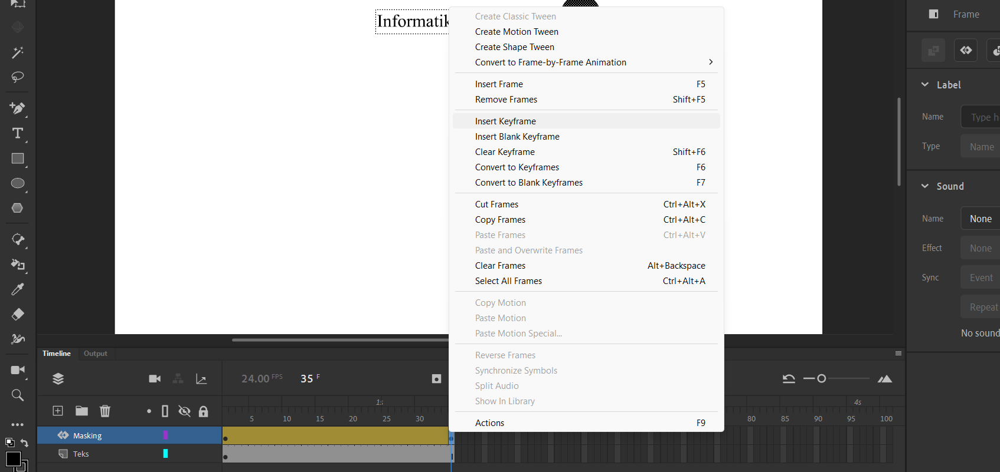 Informatik
Create Classic Tween
Create Motion Tween
Create Shape Tween
Convert to Frame-by-Frame Animation
Insert Frame F5
Remove Frames Shift+F5
Insert Keyframe
Insert Blank Keyframe
Clear Keyframe Shift+F6
Convert to Keyframes F6
Convert to Blank Keyframes F7
Cut Frames Ctrl+Alt+X
Copy Frames Ctrl+Alt+C
Paste Frames Ctrl+Alt+V
Paste and Overwrite Frames
Clear Frames Alt+Backspace
Select All Frames Ctrl+Alt+A
Copy Motion
Paste Motion
Paste Motion Special...
Reverse Frames
Synchronize Symbols
Split Audio
Show In Library
Actions F9
Frame
Label
Name Type h
Type Name
Sound
Name None
Effect None
Sync Event
Repeat
No sound
Timeline Output
24.00 FPS 35 F
1s 4s
5 10 15 20 25 30 80 85 90 95 100
Masking
Teks